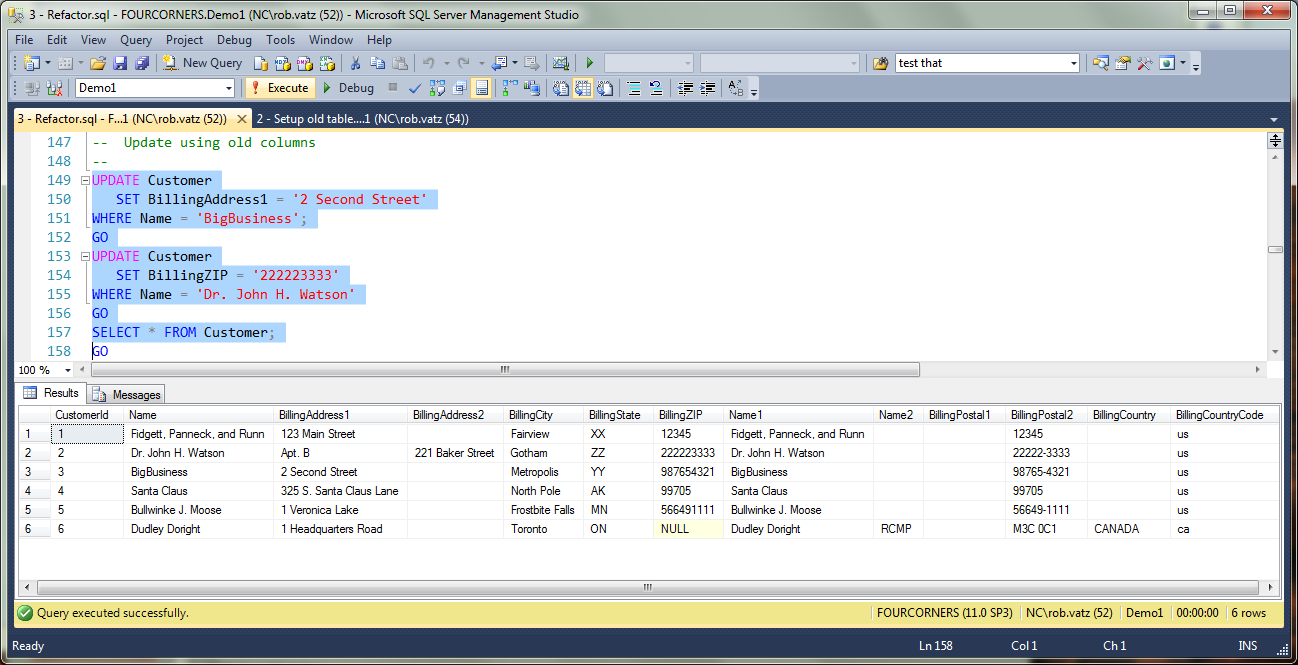 3 - Refactor.sql - FOURCORNERS.Demo1 (NC\rob.vatz (52)) - Microsoft SQL Server Management Studio
File Edit View Query Project Debug Tools Window Help
New Query test that
Demo1 Execute Debug
3 - Refactor.sql - F...1 (NC\rob.vatz (52)) 2 - Setup old table....1 (NC\rob.vatz (54))
147 -- Update using old columns
148 --
149 UPDATE Customer
150 SET BillingAddress1 = '2 Second Street'
151 WHERE Name = 'BigBusiness';
152 GO
153 UPDATE Customer
154 SET BillingZIP = '222223333'
155 WHERE Name = 'Dr. John H. Watson'
156 GO
157 SELECT * FROM Customer;
158 GO
100 %
Results Messages
CustomerId Name BillingAddress1 BillingAddress2 BillingCity BillingState BillingZIP Name1 Name2 BillingPostal1 BillingPostal2 BillingCountry BillingCountryCode
1 1 Fidgett, Panneck, and Runn 123 Main Street Fairview XX 12345 Fidgett, Panneck, and Runn 12345 us
2 2 Dr. John H. Watson Apt. B 221 Baker Street Gotham ZZ 222223333 Dr. John H. Watson 22222-3333 us
3 3 BigBusiness 2 Second Street Metropolis YY 987654321 BigBusiness 98765-4321 us
4 4 Santa Claus 325 S. Santa Claus Lane North Pole AK 99705 Santa Claus 99705 us
5 5 Bullwinke J. Moose 1 Veronica Lake Frostbite Falls MN 566491111 Bullwinke J. Moose 56649-1111 us
6 6 Dudley Doright 1 Headquarters Road Toronto ON NULL Dudley Doright RCMP M3C 0C1 CANADA ca
Query executed successfully. FOURCORNERS (11.0 SP3) NC\rob.vatz (52) Demo1 00:00:00 6 rows
Ready Ln 158 Col 1 Ch 1 INS